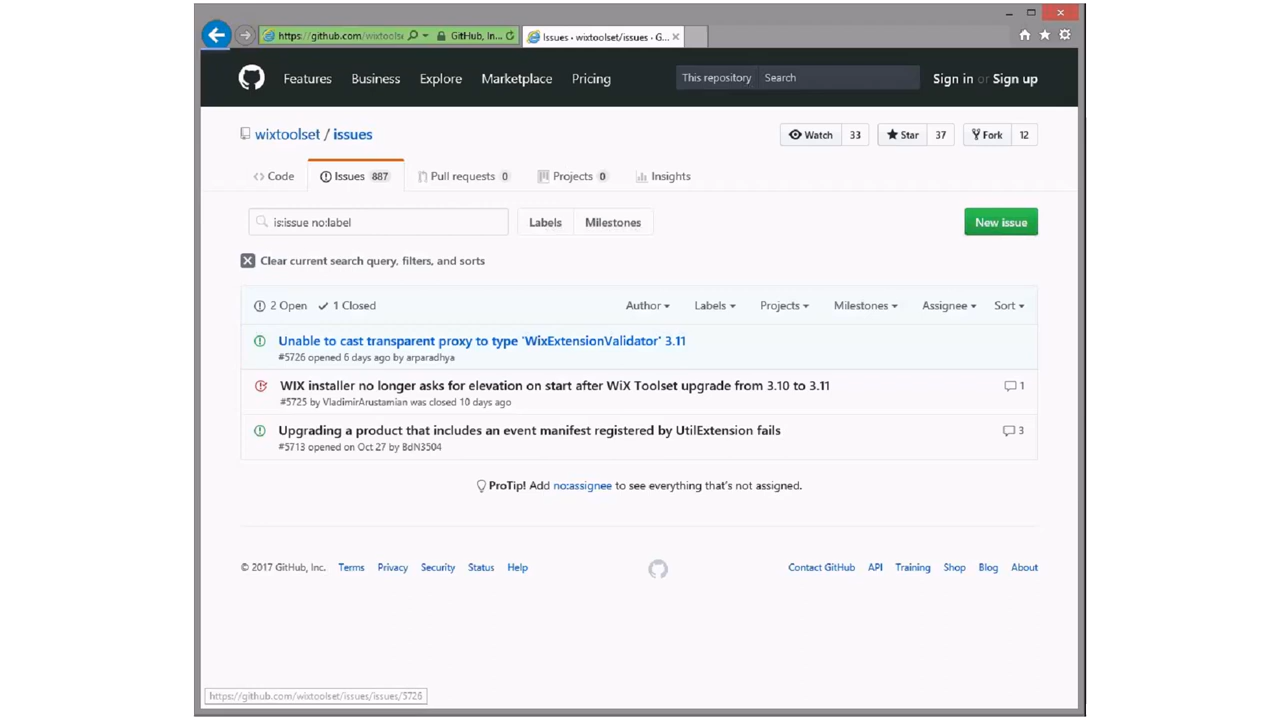 https://github.com/wixtoolse GitHub, In... Issues · wixtoolset/issues · G...
Features Business Explore Marketplace Pricing This repository Search Sign in or Sign up
wixtoolset / issues Watch 33 Star 37 Fork 12
Code Issues 887 Pull requests 0 Projects 0 Insights
is:issue no:label Labels Milestones New issue
Clear current search query, filters, and sorts
2 Open 1 Closed Author Labels Projects Milestones Assignee Sort
Unable to cast transparent proxy to type 'WixExtensionValidator' 3.11
#5726 opened 6 days ago by arparadhya
WIX installer no longer asks for elevation on start after WiX Toolset upgrade from 3.10 to 3.11 1
#5725 by VladimirArustamian was closed 10 days ago
Upgrading a product that includes an event manifest registered by UtilExtension fails 3
#5713 opened on Oct 27 by BdN3504
ProTip! Add no:assignee to see everything that's not assigned.
© 2017 GitHub, Inc. Terms Privacy Security Status Help Contact GitHub API Training Shop Blog About
https://github.com/wixtoolset/issues/issues/5726